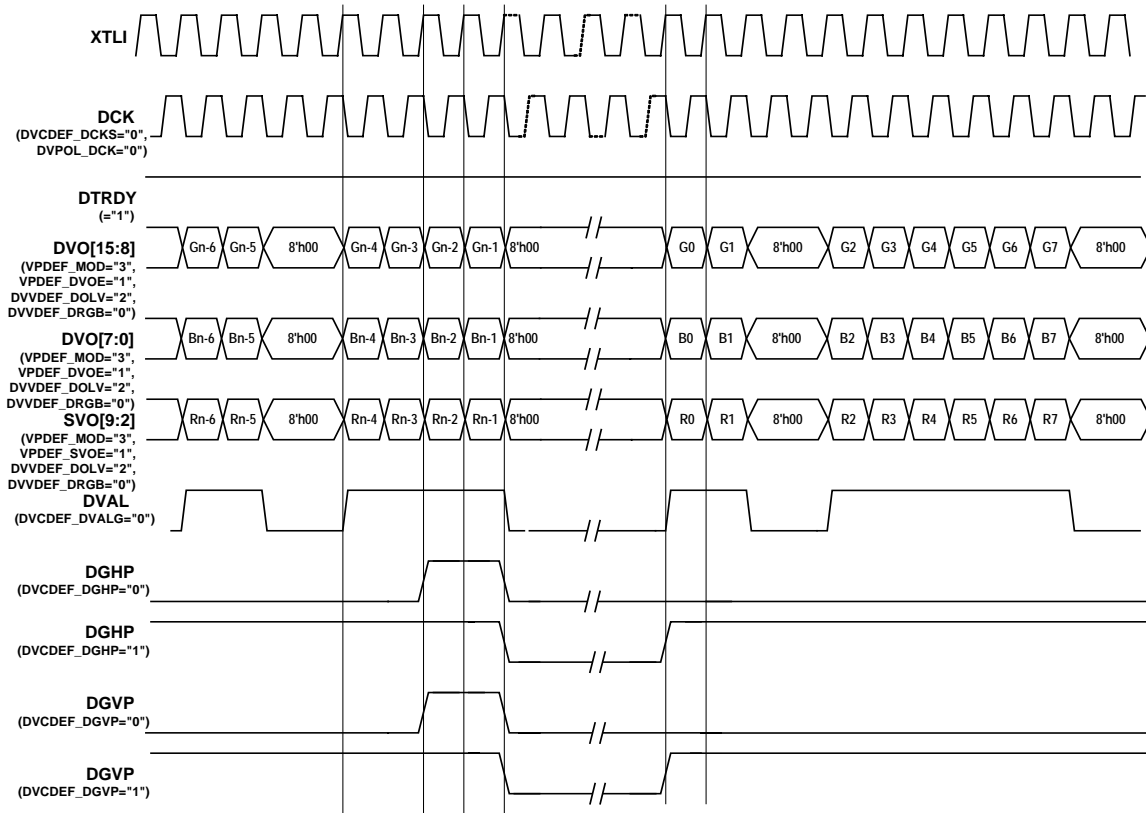 XTLI
DCK
(DVCDEF_DCKS="0",
DVPOL_DCK="0")
DTRDY
(="1")
DVO[15:8]
(VPDEF_MOD="3",
VPDEF_DVOE="1",
DVVDEF_DOLV="2",
DVVDEF_DRGB="0")
Gn-6 Gn-5 8'h00 Gn-4 Gn-3 Gn-2 Gn-1 8'h00 G0 G1 8'h00 G2 G3 G4 G5 G6 G7 8'h00
DVO[7:0]
(VPDEF_MOD="3",
VPDEF_DVOE="1",
DVVDEF_DOLV="2",
DVVDEF_DRGB="0")
Bn-6 Bn-5 8'h00 Bn-4 Bn-3 Bn-2 Bn-1 8'h00 B0 B1 8'h00 B2 B3 B4 B5 B6 B7 8'h00
SVO[9:2]
(VPDEF_MOD="3",
VPDEF_SVOE="1",
DVVDEF_DOLV="2",
DVVDEF_DRGB="0")
Rn-6 Rn-5 8'h00 Rn-4 Rn-3 Rn-2 Rn-1 8'h00 R0 R1 8'h00 R2 R3 R4 R5 R6 R7 8'h00
DVAL
(DVCDEF_DVALG="0")
DGHP
(DVCDEF_DGHP="0")
DGHP
(DVCDEF_DGHP="1")
DGVP
(DVCDEF_DGVP="0")
DGVP
(DVCDEF_DGVP="1")